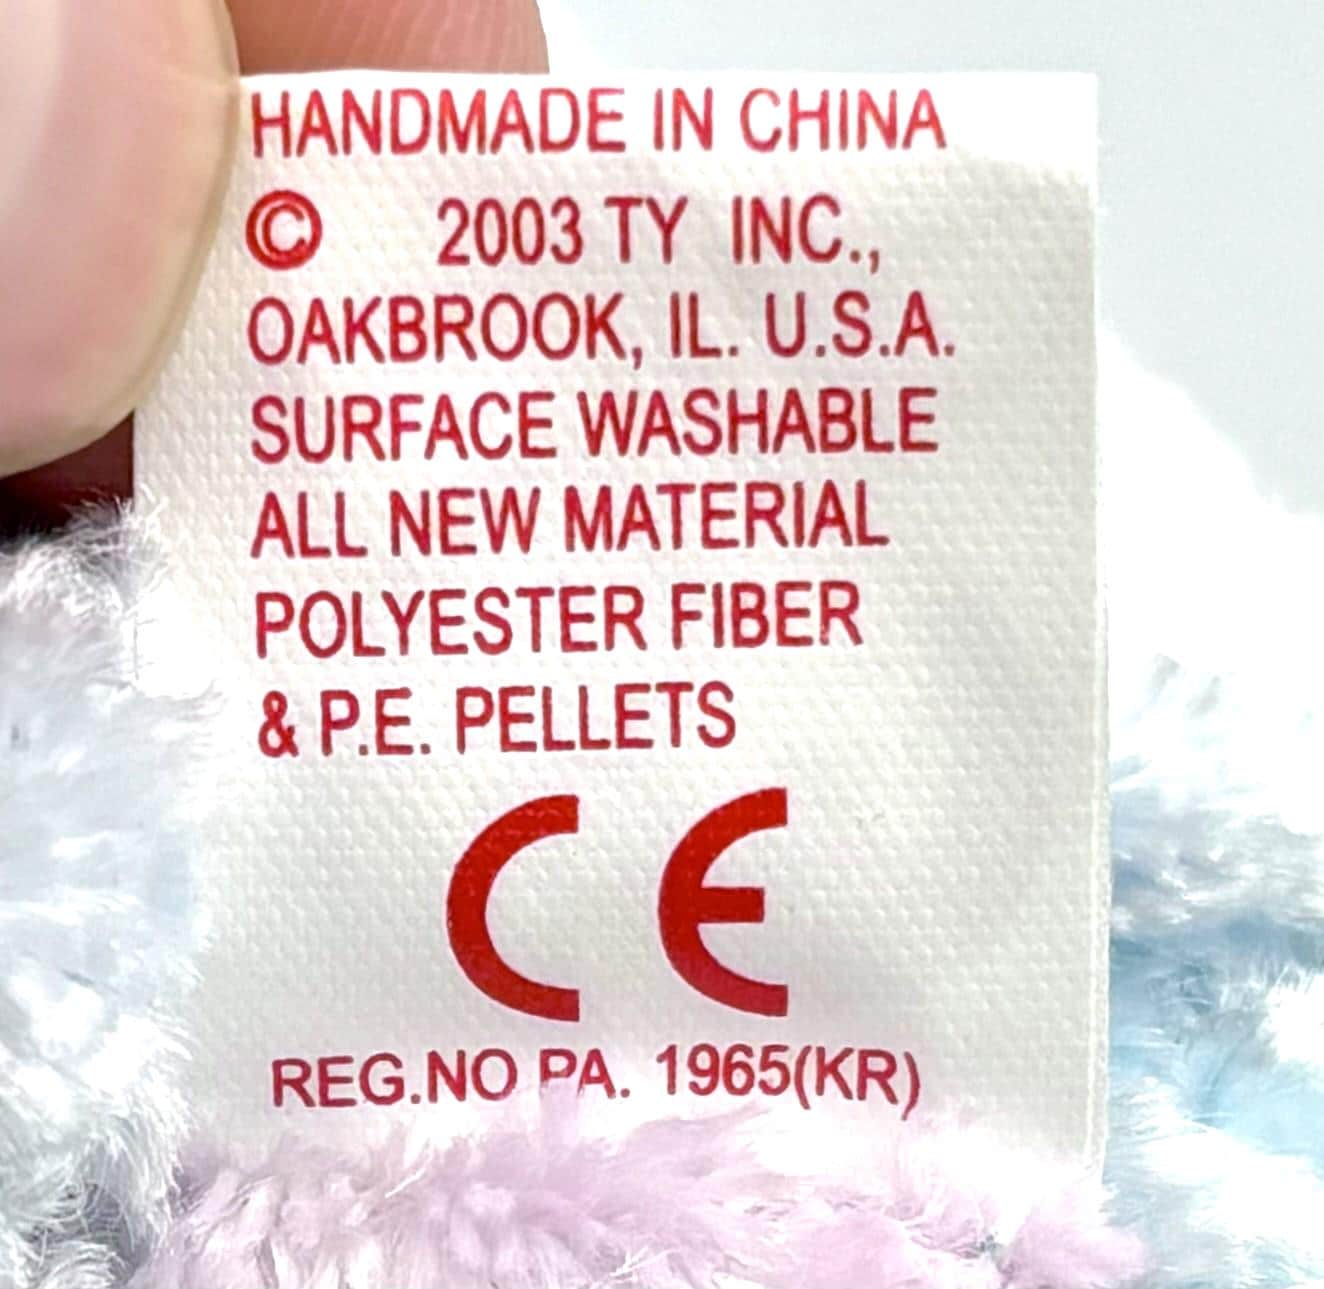 HANDMADE IN CHINA
© 2003 TY INC.,
OAKBROOK, IL. U.S.A.
SURFACE WASHABLE
ALL NEW MATERIAL
POLYESTER FIBER
& P.E. PELLETS
CE
REG.NO PA. 1965(KR)